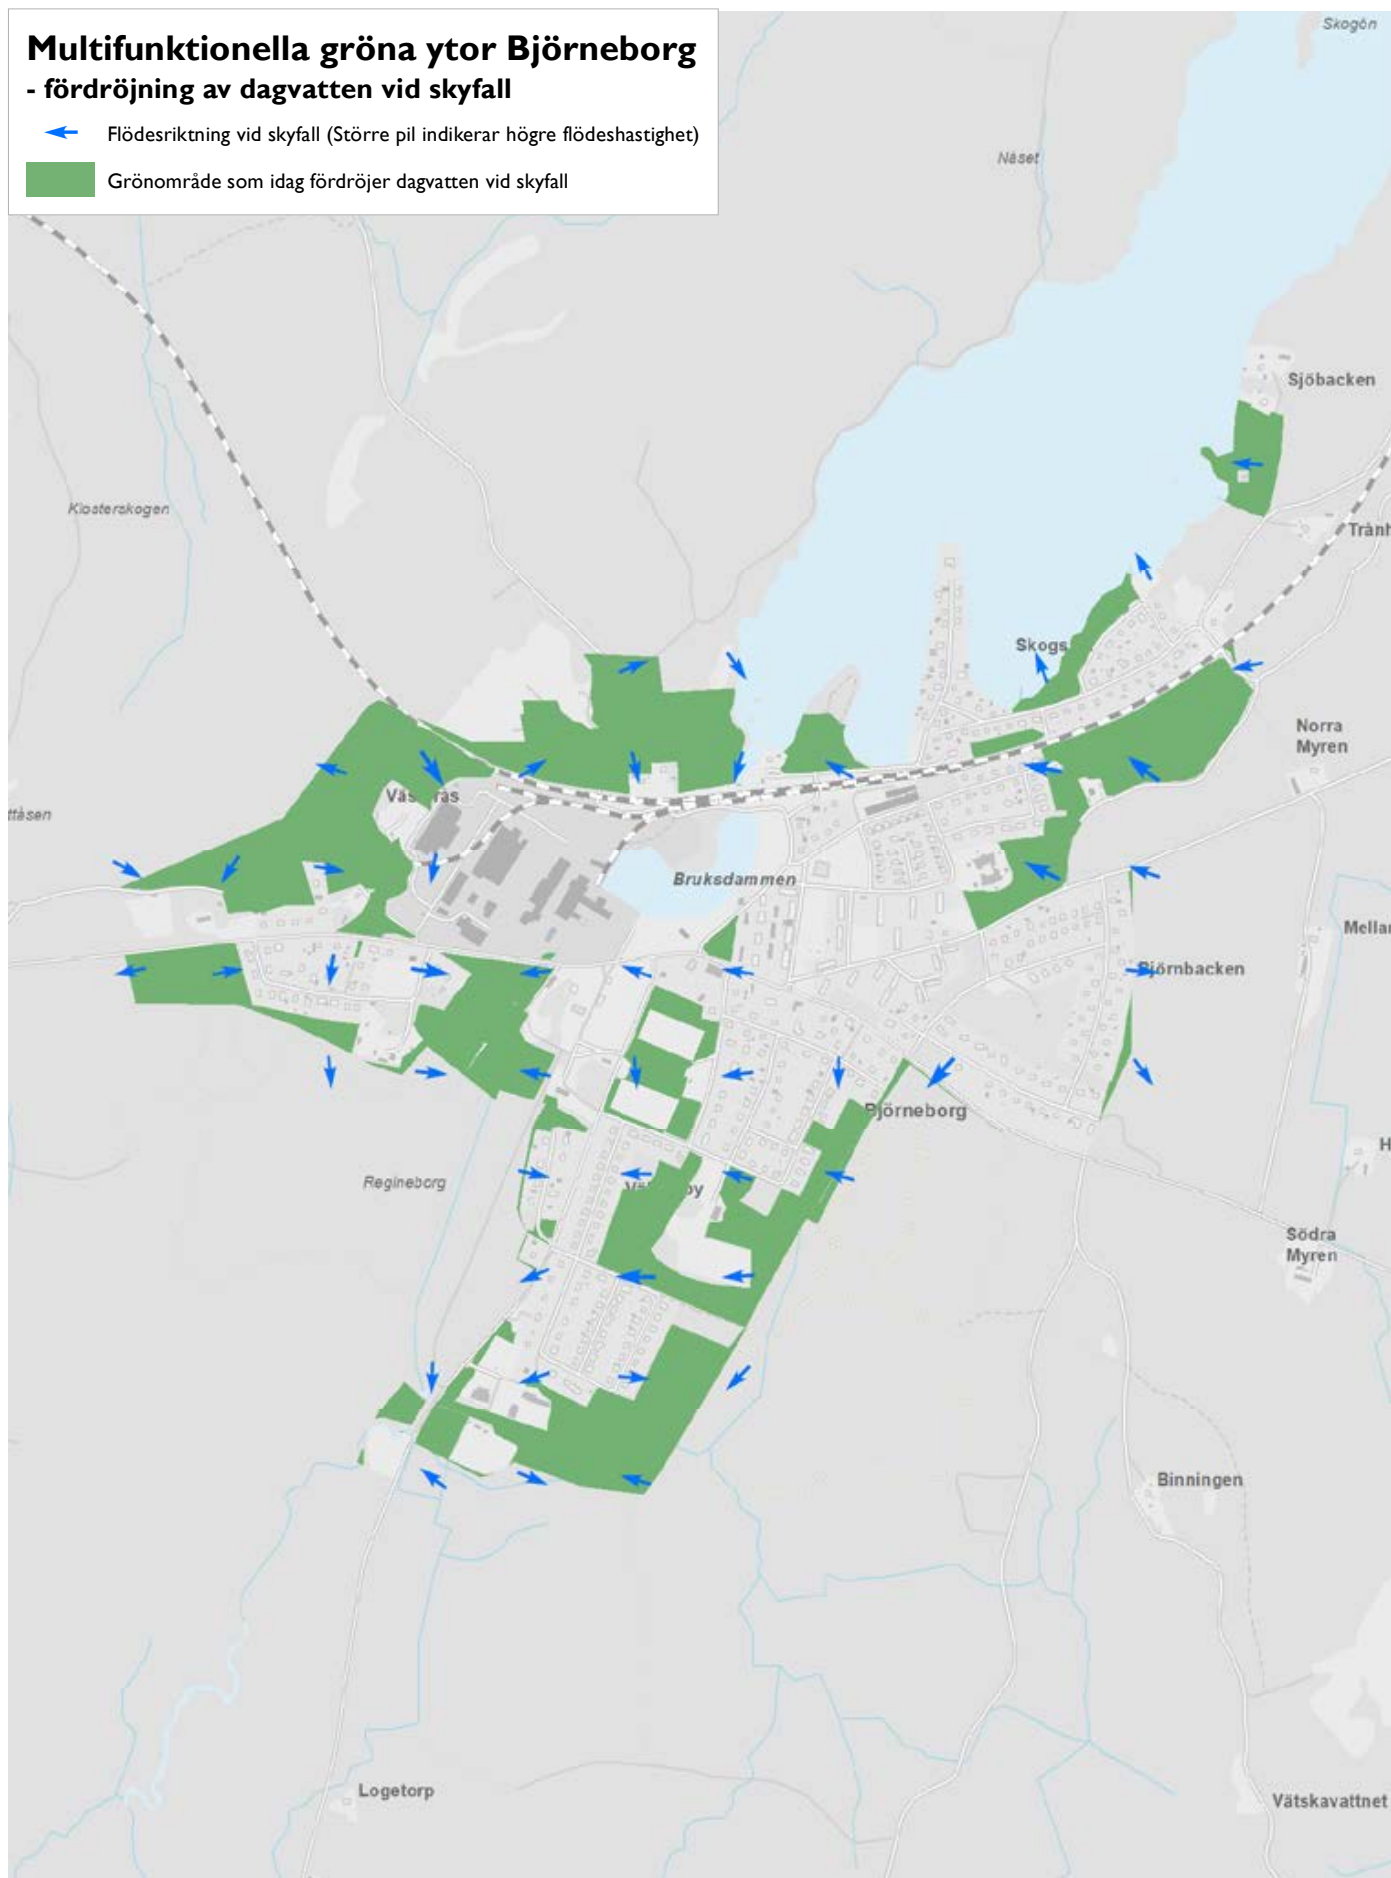 Multifunktionella gröna ytor Björneborg
- fördröjning av dagvatten vid skyfall
Flödesriktning vid skyfall (Större pil indikerar högre flödeshastighet)
Grönområde som idag fördröjer dagvatten vid skyfall
Skogön
Näset
Sjöbacken
Klosterskogen
Skogs
Norra
Myren
Bruksdammen
Björnbacken
Björneborg
Regineborg
Södra
Myren
Binningen
Logetorp
Vätskavattnet